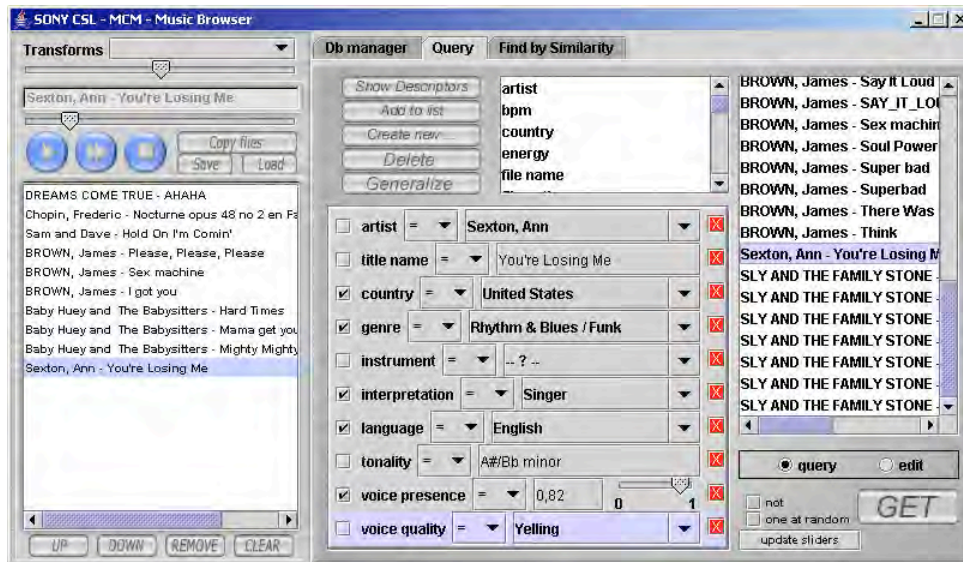 SONY CSL - MCM - Music Browser
Transforms
Sexton, Ann - You're Losing Me
Copy files
Save
Load
DREAMS COME TRUE - AHAHA
Chopin, Frederic - Nocturne opus 48 no 2 en Fa
Sam and Dave - Hold On I'm Comin'
BROWN, James - Please, Please, Please
BROWN, James - Sex machine
BROWN, James - I got you
Baby Huey and The Babysitters - Hard Times
Baby Huey and The Babysitters - Mama get you
Baby Huey and The Babysitters - Mighty Mighty
Sexton, Ann - You're Losing Me
UP DOWN REMOVE CLEAR
Db manager Query Find by Similarity
Show Descriptors
Add to list
Create new ...
Delete
Generalize
artist
bpm
country
energy
file name
artist = Sexton, Ann X
title name = You're Losing Me X
country = United States X
genre = Rhythm & Blues / Funk X
instrument = -- ? -- X
interpretation = Singer X
language = English X
tonality = A#/Bb minor X
voice presence = 0,82 0 1 X
voice quality = Yelling X
BROWN, James - Say It Loud
BROWN, James - SAY_IT_LOU
BROWN, James - Sex machin
BROWN, James - Soul Power
BROWN, James - Super bad
BROWN, James - Superbad
BROWN, James - There Was
BROWN, James - Think
Sexton, Ann - You're Losing M
SLY AND THE FAMILY STONE -
SLY AND THE FAMILY STONE -
SLY AND THE FAMILY STONE -
SLY AND THE FAMILY STONE -
SLY AND THE FAMILY STONE -
SLY AND THE FAMILY STONE -
SLY AND THE FAMILY STONE -
query edit
not
one at random
GET
update sliders